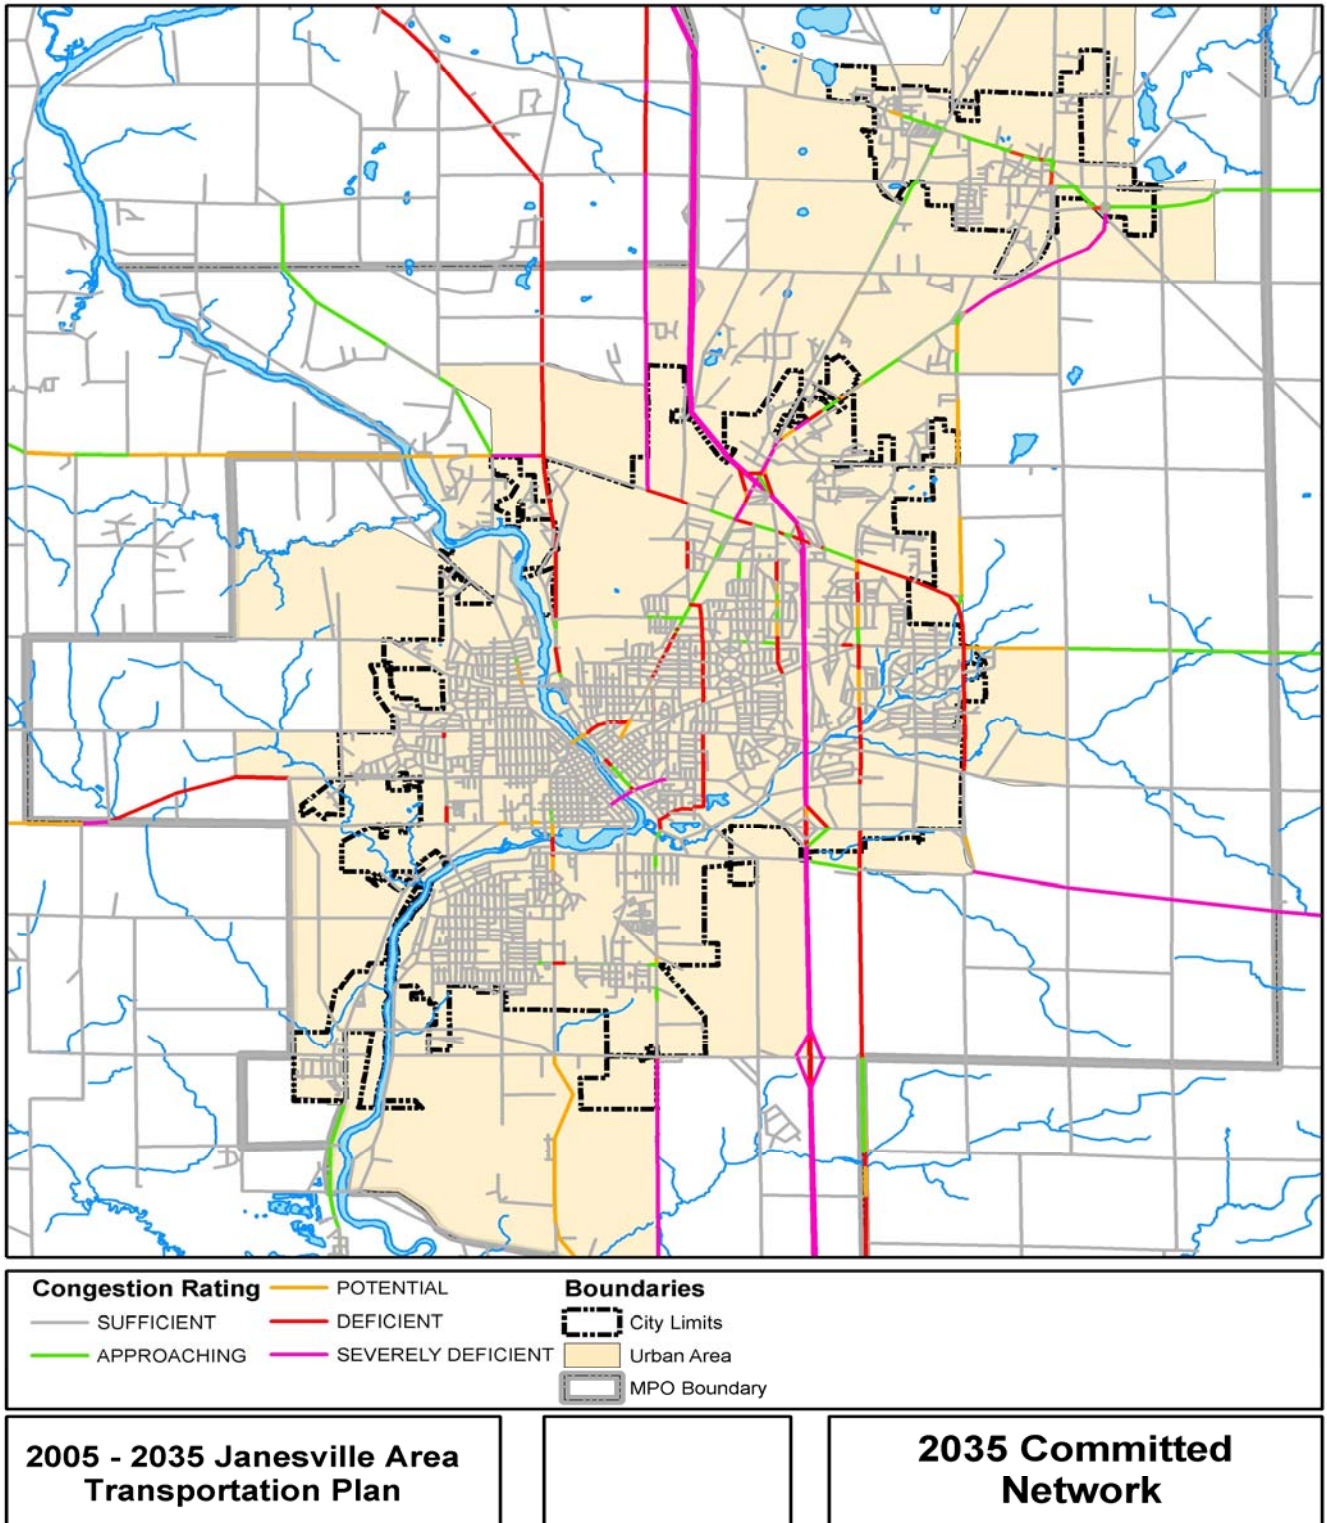 Congestion Rating
SUFFICIENT
APPROACHING
POTENTIAL
DEFICIENT
SEVERELY DEFICIENT
Boundaries
City Limits
Urban Area
MPO Boundary
2005 - 2035 Janesville Area
Transportation Plan
2035 Committed
Network